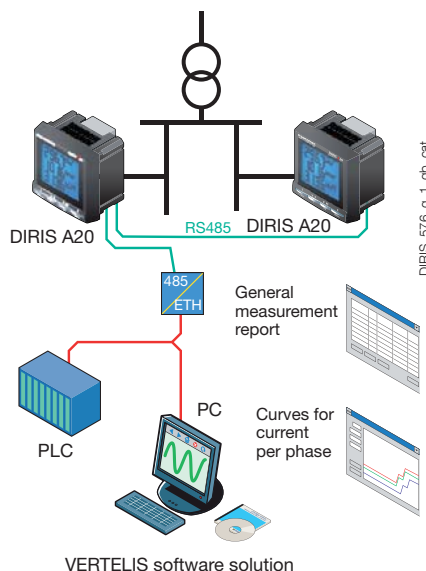 DIRIS A20
RS485
DIRIS A20
DIRIS_576_g_1_gb_cat
485
ETH
General
measurement
report
PLC
PC
Curves for
current
per phase
VERTELIS software solution